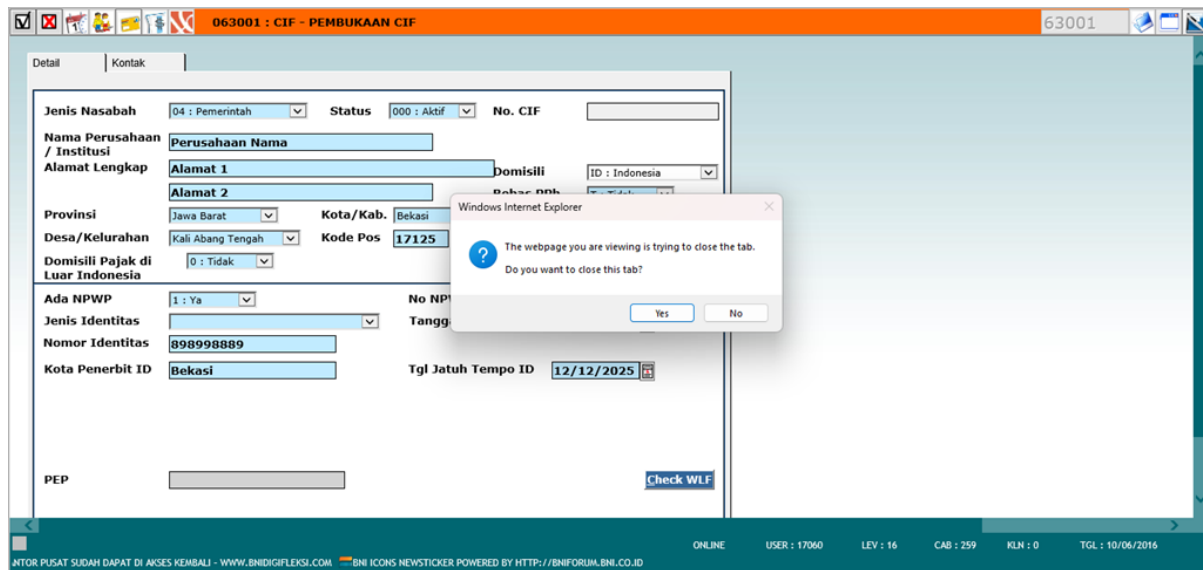 063001 : CIF - PEMBUKAAN CIF
63001
Detail
Kontak
Jenis Nasabah
04 : Pemerintah
Status
000 : Aktif
No. CIF
Nama Perusahaan
/ Institusi
Perusahaan Nama
Alamat Lengkap
Alamat 1
Domisili
ID : Indonesia
Alamat 2
Provinsi
Jawa Barat
Kota/Kab.
Bekasi
Desa/Kelurahan
Kali Abang Tengah
Kode Pos
17125
Domisili Pajak di
Luar Indonesia
0 : Tidak
Windows Internet Explorer
The webpage you are viewing is trying to close the tab.
Do you want to close this tab?
Yes
No
Ada NPWP
1 : Ya
No
Jenis Identitas
Nomor Identitas
898998889
Kota Penerbit ID
Bekasi
Tgl Jatuh Tempo ID
12/12/2025
PEP
Check WLF
ONLINE
USER : 17060
LEV : 16
CAB : 259
KLN : 0
TGL : 10/06/2016
NTOR PUSAT SUDAH DAPAT DI AKSES KEMBALI - WWW.BNIDIGIFLEKSI.COM BNI ICONS NEWSTICKER POWERED BY HTTP://BNIFORUM.BNI.CO.ID